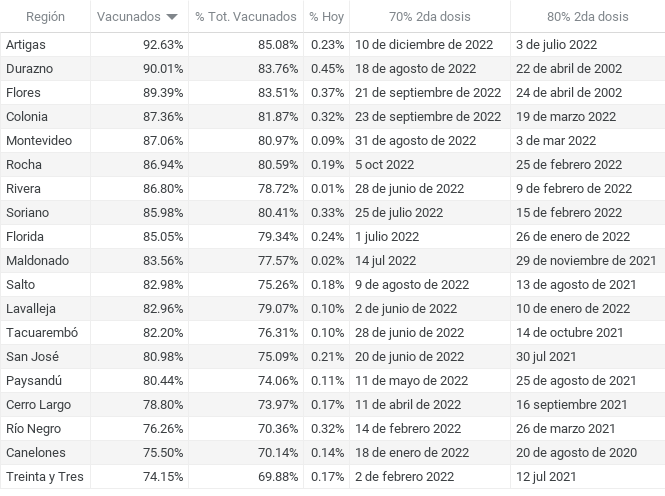 Región Vacunados % Tot. Vacunados % Hoy 70% 2da dosis 80% 2da dosis
Artigas 92.63% 85.08% 0.23% 10 de diciembre de 2022 3 de julio 2022
Durazno 90.01% 83.76% 0.45% 18 de agosto de 2022 22 de abril de 2002
Flores 89.39% 83.51% 0.37% 21 de septiembre de 2022 24 de abril de 2002
Colonia 87.36% 81.87% 0.32% 23 de septiembre de 2022 19 de marzo 2022
Montevideo 87.06% 80.97% 0.09% 31 de agosto de 2022 3 de mar 2022
Rocha 86.94% 80.59% 0.19% 5 oct 2022 25 de febrero 2022
Rivera 86.80% 78.72% 0.01% 28 de junio de 2022 9 de febrero de 2022
Soriano 85.98% 80.41% 0.33% 25 de julio 2022 15 de febrero 2022
Florida 85.05% 79.34% 0.24% 1 julio 2022 26 de enero de 2022
Maldonado 83.56% 77.57% 0.02% 14 jul 2022 29 de noviembre de 2021
Salto 82.98% 75.26% 0.18% 9 de agosto de 2022 13 de agosto de 2021
Lavalleja 82.96% 79.07% 0.10% 2 de junio de 2022 10 de enero de 2022
Tacuarembó 82.20% 76.31% 0.10% 28 de junio de 2022 14 de octubre 2021
San José 80.98% 75.09% 0.21% 20 de junio de 2022 30 jul 2021
Paysandú 80.44% 74.06% 0.11% 11 de mayo de 2022 25 de agosto de 2021
Cerro Largo 78.80% 73.97% 0.17% 11 de abril de 2022 16 septiembre 2021
Río Negro 76.26% 70.36% 0.32% 14 de febrero 2022 26 de marzo 2021
Canelones 75.50% 70.14% 0.14% 18 de enero de 2022 20 de agosto de 2020
Treinta y Tres 74.15% 69.88% 0.17% 2 de febrero 2022 12 jul 2021